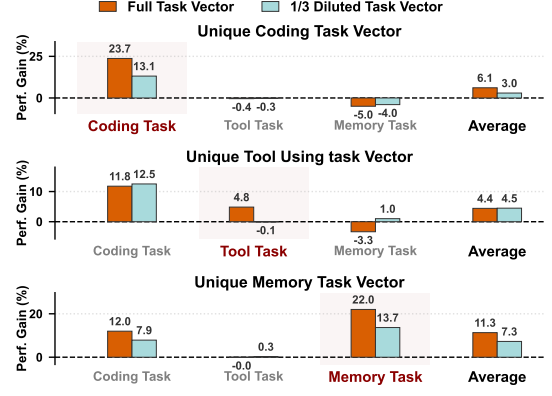 Full Task Vector 1/3 Diluted Task Vector
Unique Coding Task Vector
Perf. Gain (%)
25
0
23.7 13.1 -0.4 -0.3 -5.0 -4.0 6.1 3.0
Coding Task Tool Task Memory Task Average
Unique Tool Using task Vector
Perf. Gain (%)
10
0
11.8 12.5 4.8 -0.1 -3.3 1.0 4.4 4.5
Coding Task Tool Task Memory Task Average
Unique Memory Task Vector
Perf. Gain (%)
20
0
12.0 7.9 -0.0 0.3 22.0 13.7 11.3 7.3
Coding Task Tool Task Memory Task Average